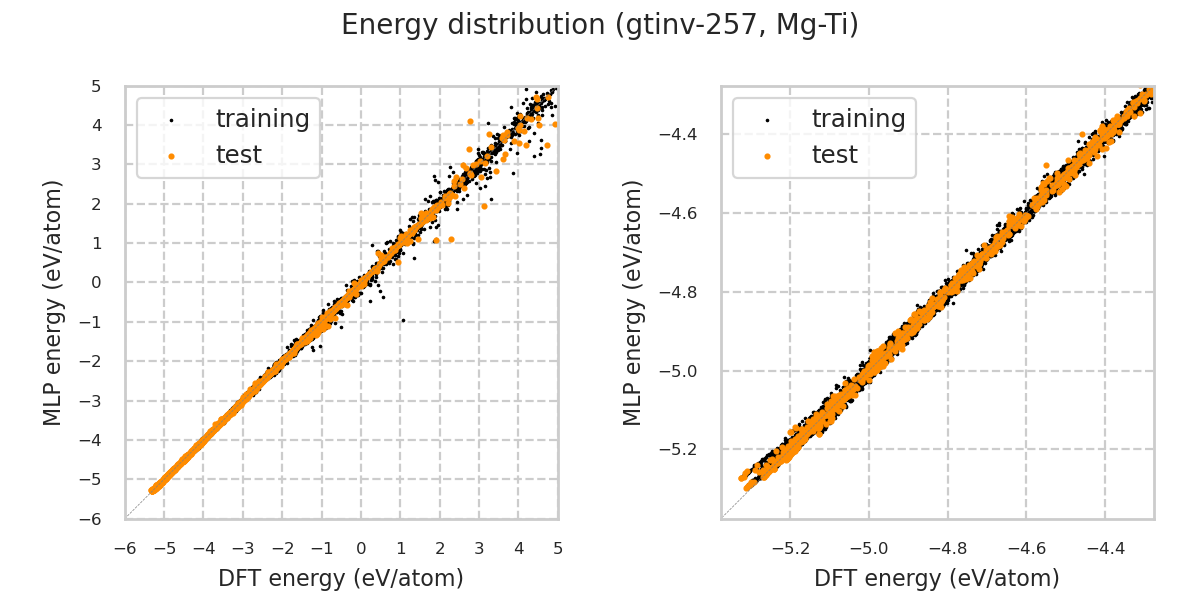 Energy distribution (gtinv-257, Mg-Ti)
MLP energy (eV/atom)
5
4
3
2
1
0
−1
−2
−3
−4
−5
−6
training
test
−6 −5 −4 −3 −2 −1 0 1 2 3 4 5
DFT energy (eV/atom)
MLP energy (eV/atom)
−4.4
−4.6
−4.8
−5.0
−5.2
training
test
−5.2 −5.0 −4.8 −4.6 −4.4
DFT energy (eV/atom)